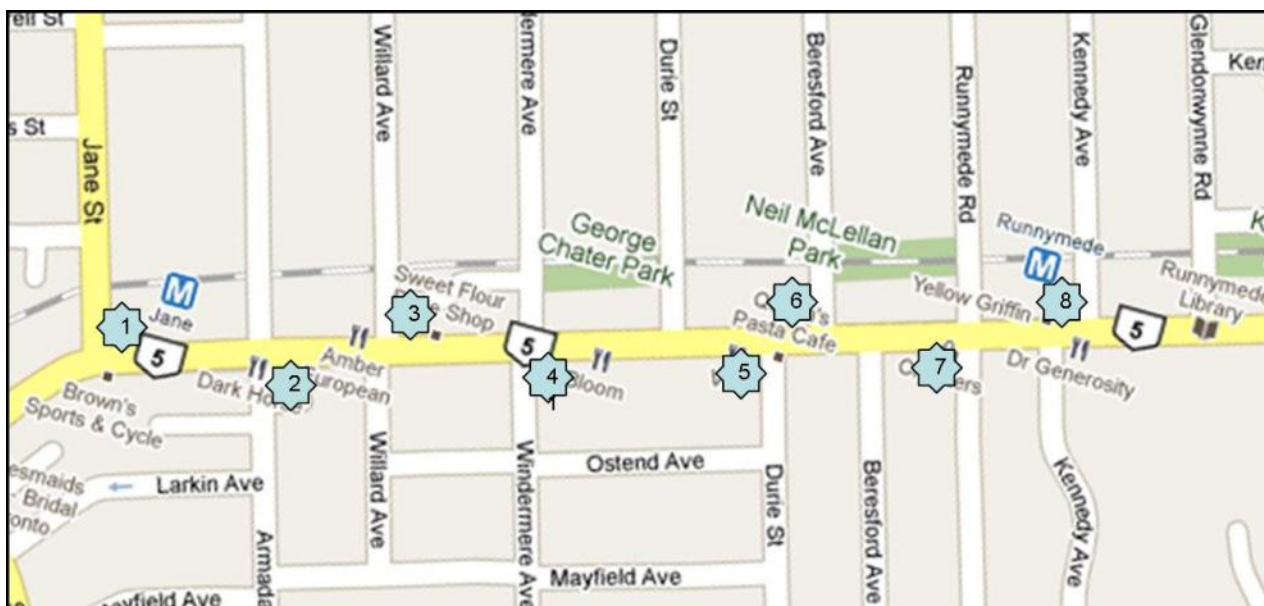 ell St
s St
Jane St
Willard Ave
dermere Ave
Durie St
Beresford Ave
Runnymede Rd
Kennedy Ave
Glendonwynne Rd
Ken
George
Chater Park
Neil McLellan
Park
Runnymede
M
K
M
Jane
1
5
Sweet Flour
Shop
3
Amber
European
Dark Horse
2
Brown's
Sports & Cycle
5
4
Bloom
5
6
Pasta Cafe
Yellow Griffin
8
7
Dr Generosity
5
Runnymede
Library
esmaids
Bridal
onto
Larkin Ave
Armada
Willard Ave
Windermere Ave
Ostend Ave
Durie St
Beresford Ave
Kennedy Ave
Mayfield Ave
ayfield Ave